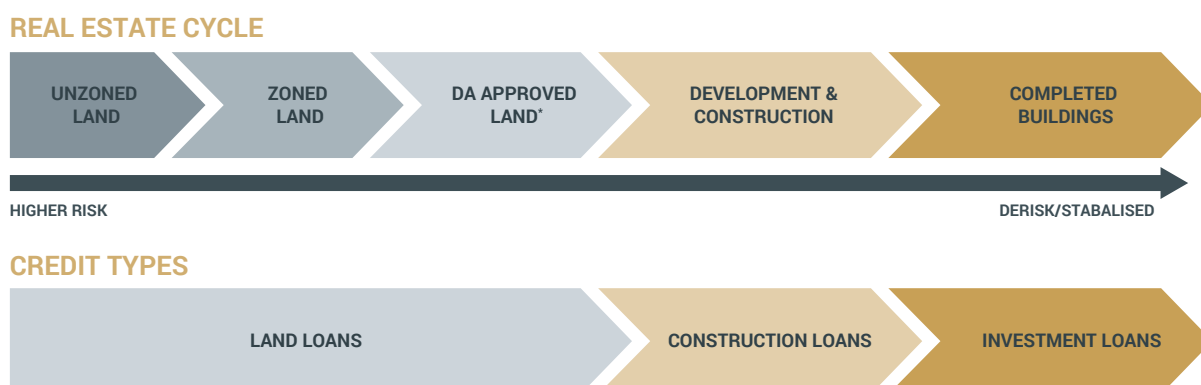 REAL ESTATE CYCLE
UNZONED
LAND
ZONED
LAND
DA APPROVED
LAND*
DEVELOPMENT &
CONSTRUCTION
COMPLETED
BUILDINGS
HIGHER RISK
DERISK/STABALISED
CREDIT TYPES
LAND LOANS
CONSTRUCTION LOANS
INVESTMENT LOANS